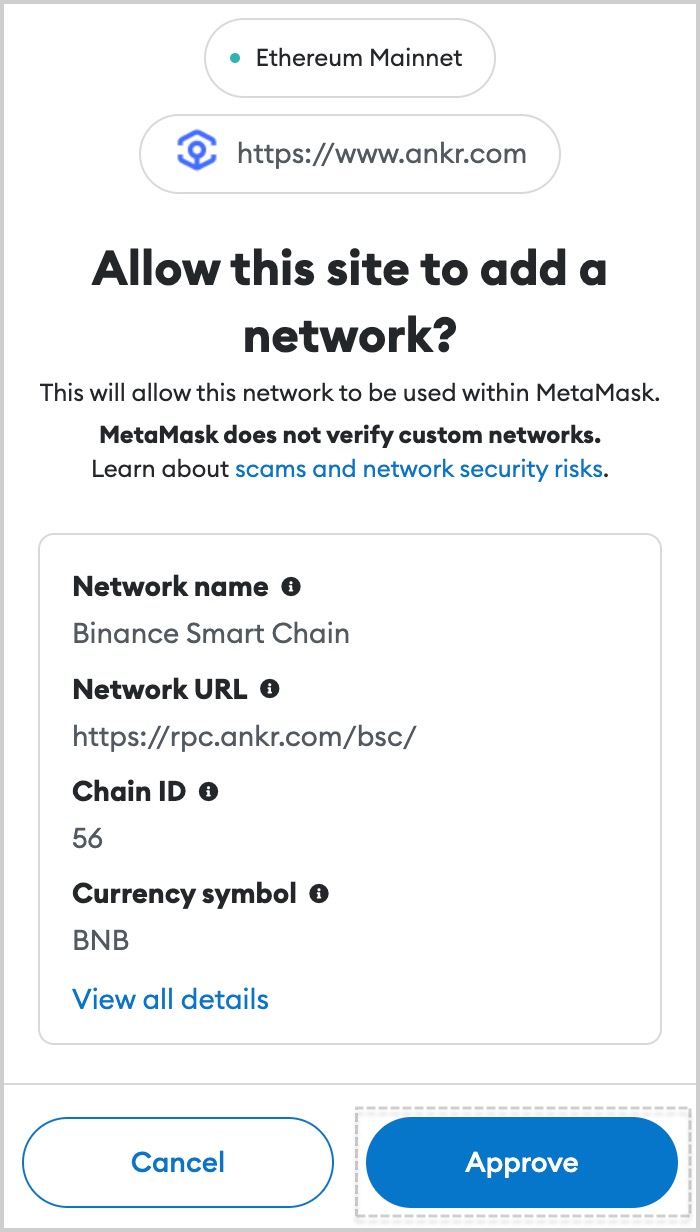 Ethereum Mainnet
https://www.ankr.com
Allow this site to add a
network?
This will allow this network to be used within MetaMask.
MetaMask does not verify custom networks.
Learn about scams and network security risks.
Network name
Binance Smart Chain
Network URL
https://rpc.ankr.com/bsc/
Chain ID
56
Currency symbol
BNB
View all details
Cancel
Approve